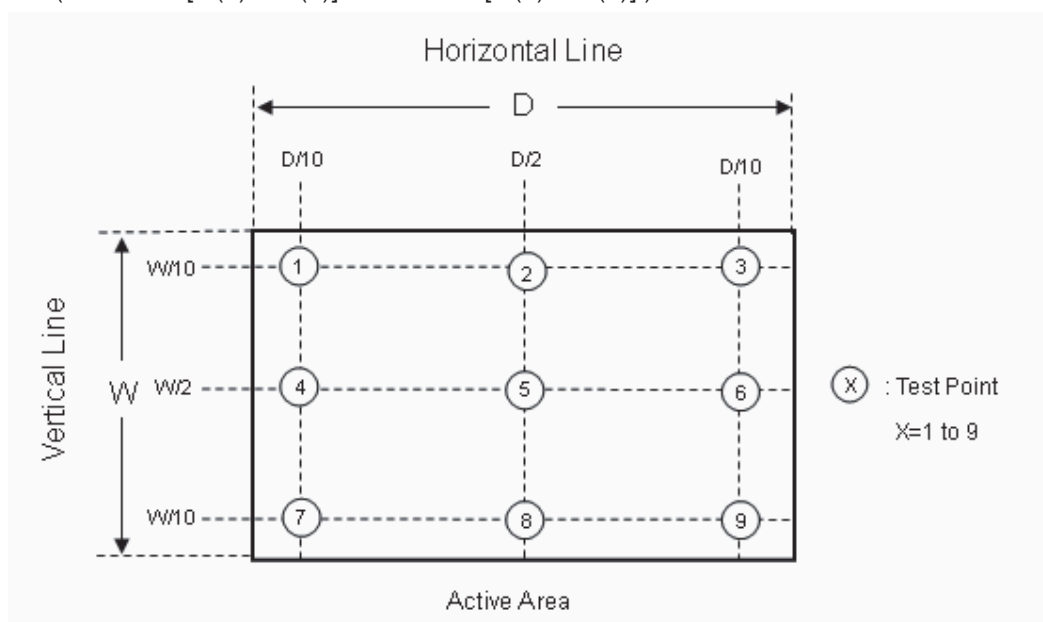 Horizontal Line
D
D/10 D/2 D/10
W/10 1 2 3
Vertical Line
W W/2 4 5 6
X : Test Point
X=1 to 9
W/10 7 8 9
Active Area